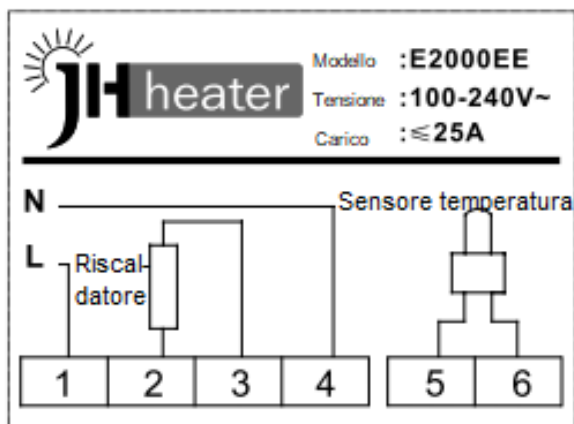 JH heater
Modello :E2000EE
Tensione :100-240V~
Carico :≤25A
N
Sensore temperatura
L
Riscal-
datore
1 2 3 4 5 6